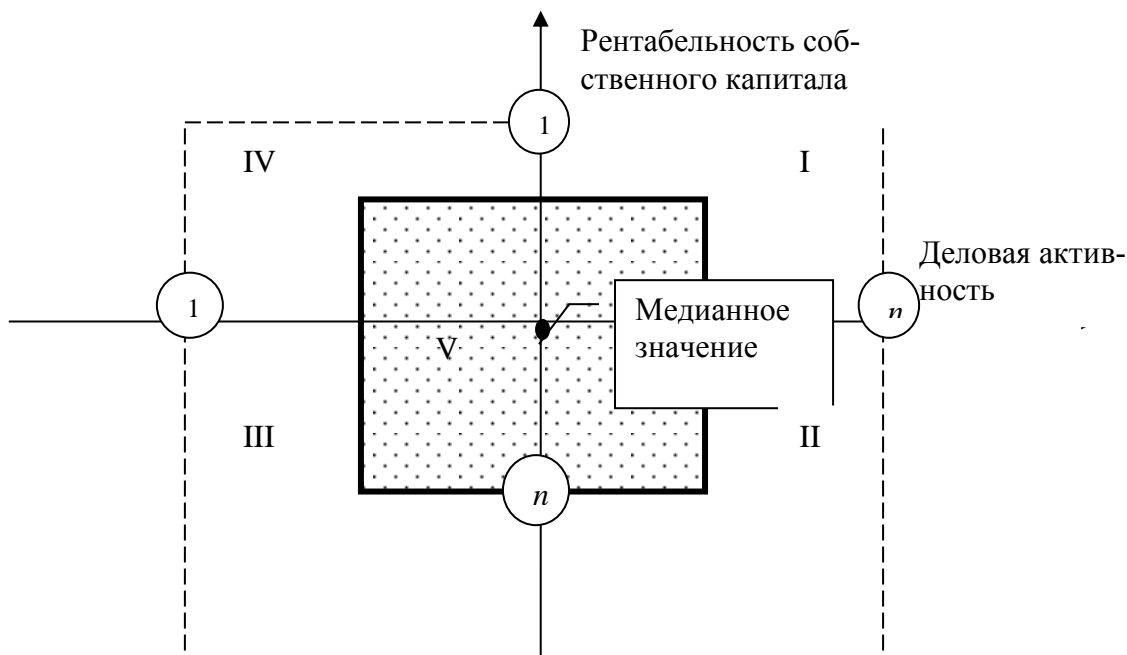 Рентабельность соб-
ственного капитала
1
IV
I
Деловая актив-
ность
1
n
Медианное
значение
V
III
II
n